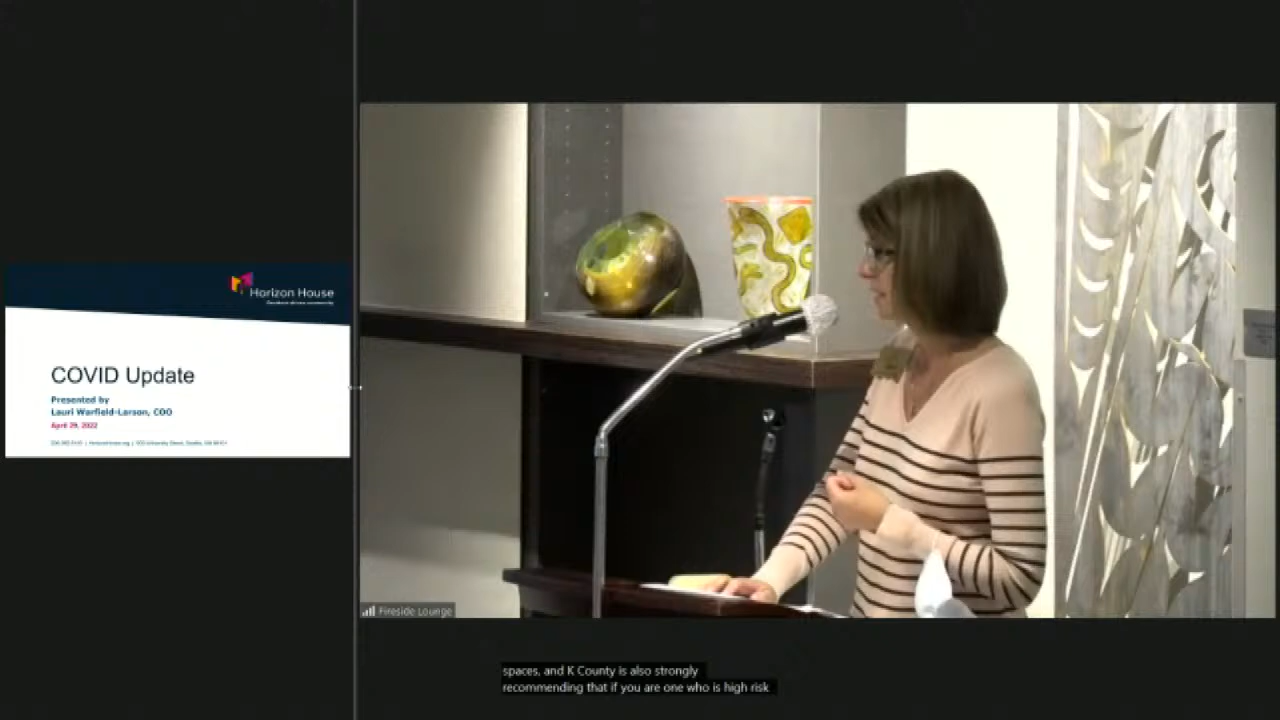 Horizon House
COVID Update
Presented by
Lauri Warfield-Larson, COO
April 29, 2022
Fireside Lounge
spaces, and K County is also strongly
recommending that if you are one who is high risk